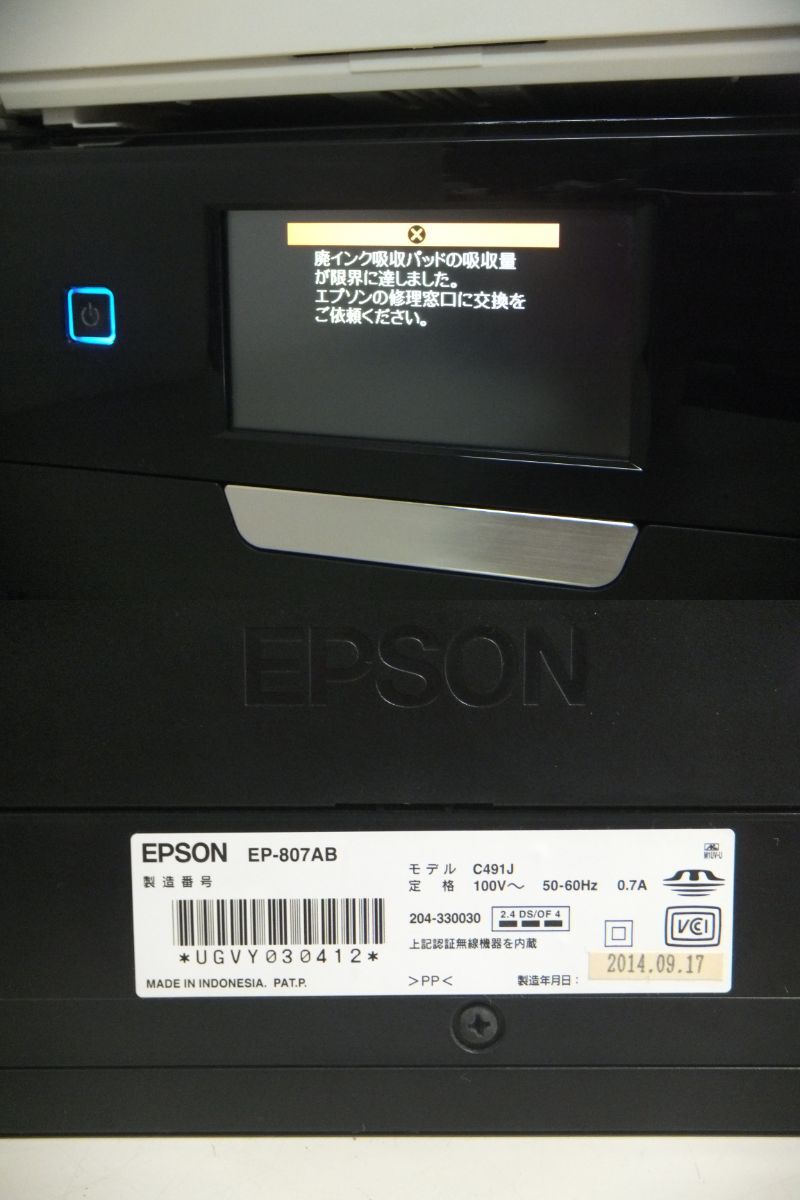 廃インク吸収パッドの吸収量
が限界に達しました。
エプソンの修理窓口に交換を
ご依頼ください。
EPSON
EPSON EP-807AB
製造番号
*UGVY030412*
MADE IN INDONESIA. PAT.P.
モデル C491J
定格 100V～ 50-60Hz 0.7A
204-330030 2.4 DS/OF 4
上記認証無線機器を内蔵
>PP<
製造年月日： 2014.09.17
M1UV-U
VCCI